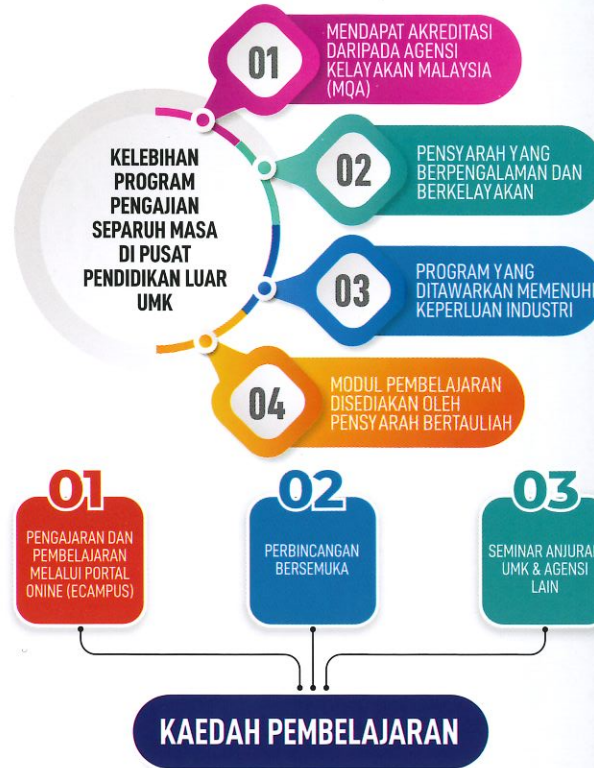 01
MENDAPAT AKREDITASI
DARIPADA AGENSI
KELAYAKAN MALAYSIA
(MQA)
KELEBIHAN
PROGRAM
PENGAJIAN
SEPARUH MASA
DI PUSAT
PENDIDIKAN LUAR
UMK
02
PENSYARAH YANG
BERPENGALAMAN DAN
BERKELAYAKAN
03
PROGRAM YANG
DITAWARKAN MEMENUHI
KEPERLUAN INDUSTRI
04
MODUL PEMBELAJARAN
DISEDIAKAN OLEH
PENSYARAH BERTAULIAH
01
PENGAJARAN DAN
PEMBELAJARAN
MELALUI PORTAL
ONINE (ECAMPUS)
02
PERBINCANGAN
BERSEMUKA
03
SEMINAR ANJURAN
UMK & AGENSI
LAIN
KAEDAH PEMBELAJARAN